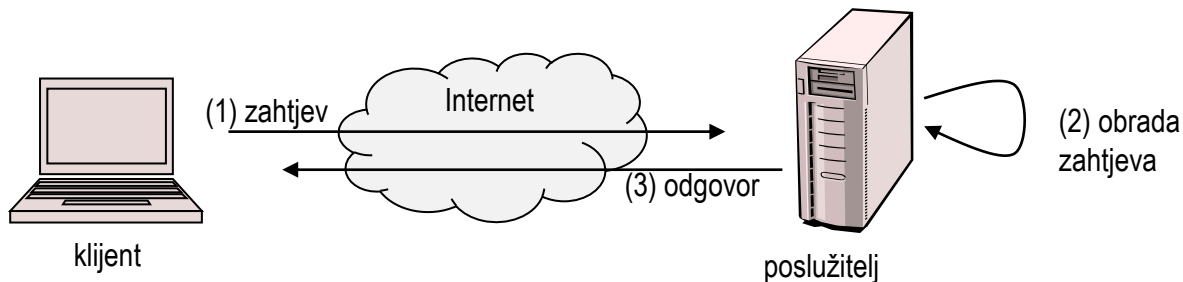 (1) zahtjev
Internet
(2) obrada
zahtjeva
(3) odgovor
klijent
poslužitelj